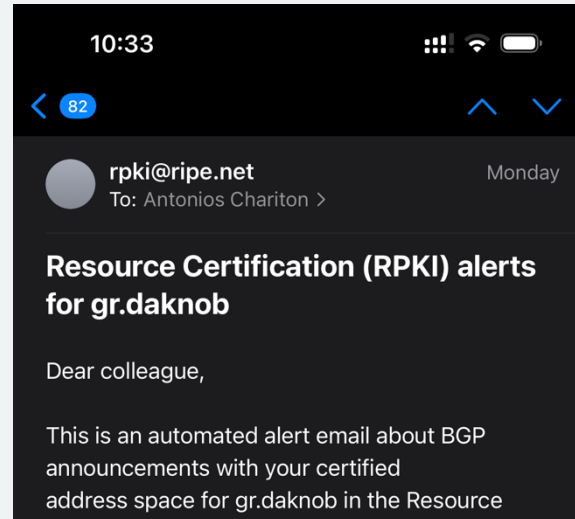 10:33
82
rpki@ripe.net
Monday
To: Antonios Chariton >
Resource Certification (RPKI) alerts
for gr.daknob
Dear colleague,
This is an automated alert email about BGP
announcements with your certified
address space for gr.daknob in the Resource